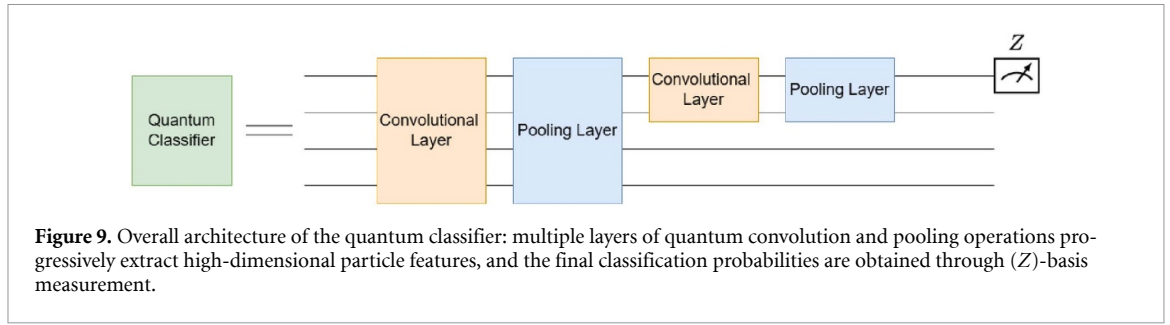 Z
Quantum
Classifier
Convolutional
Layer
Pooling Layer
Convolutional
Layer
Pooling Layer
Figure 9. Overall architecture of the quantum classifier: multiple layers of quantum convolution and pooling operations pro-
gressively extract high-dimensional particle features, and the final classification probabilities are obtained through (Z)-basis
measurement.